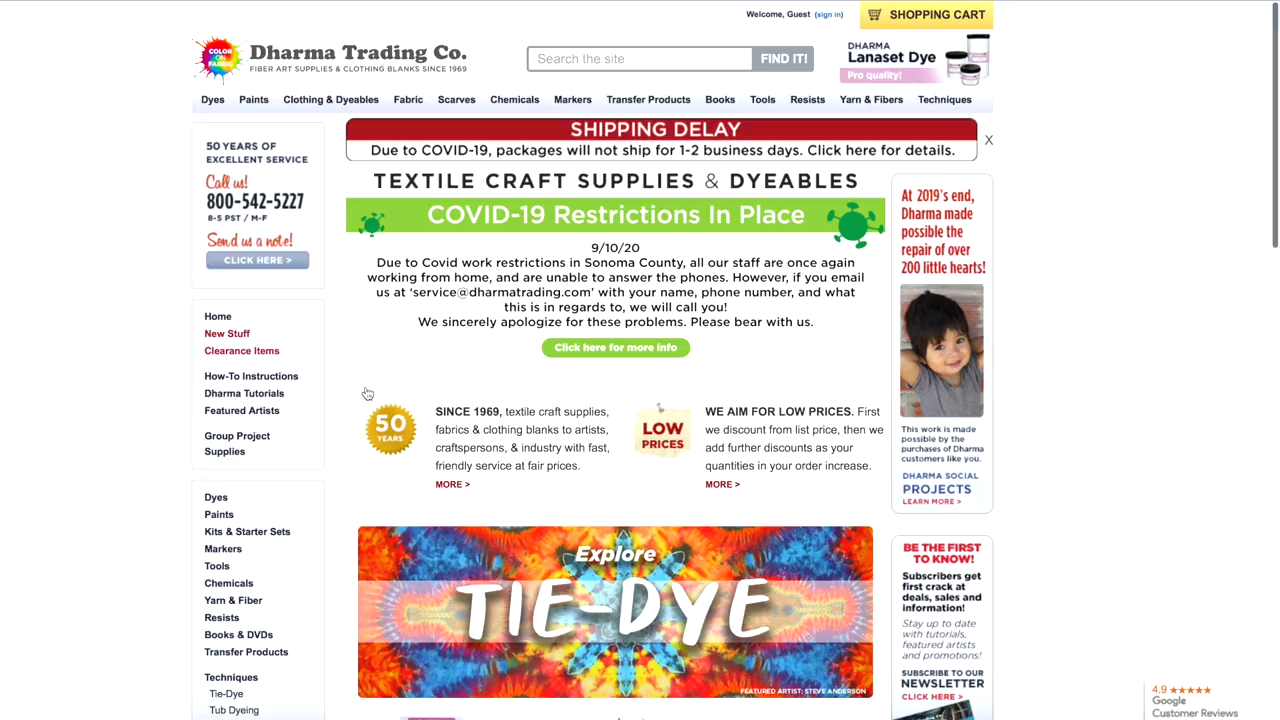 Welcome, Guest (sign in)
SHOPPING CART
COLOR ON FABRIC
Dharma Trading Co.
FIBER ART SUPPLIES & CLOTHING BLANKS SINCE 1969
Search the site
FIND IT!
DHARMA
Lanaset Dye
Pro quality!
Dyes Paints Clothing & Dyeables Fabric Scarves Chemicals Markers Transfer Products Books Tools Resists Yarn & Fibers Techniques
50 YEARS OF
EXCELLENT SERVICE
Call us!
800-542-5227
8-5 PST / M-F
Send us a note!
CLICK HERE >
Home
New Stuff
Clearance Items
How-To Instructions
Dharma Tutorials
Featured Artists
Group Project
Supplies
Dyes
Paints
Kits & Starter Sets
Markers
Tools
Chemicals
Yarn & Fiber
Resists
Books & DVDs
Transfer Products
Techniques
Tie-Dye
Tub Dyeing
SHIPPING DELAY
Due to COVID-19, packages will not ship for 1-2 business days. Click here for details.
X
TEXTILE CRAFT SUPPLIES & DYEABLES
COVID-19 Restrictions In Place
9/10/20
Due to Covid work restrictions in Sonoma County, all our staff are once again
working from home, and are unable to answer the phones. However, if you email
us at ‘service@dharmatrading.com’ with your name, phone number, and what
this is in regards to, we will call you!
We sincerely apologize for these problems. Please bear with us.
Click here for more info
50
YEARS
SINCE 1969, textile craft supplies,
fabrics & clothing blanks to artists,
craftspersons, & industry with fast,
friendly service at fair prices.
MORE >
LOW
PRICES
WE AIM FOR LOW PRICES. First
we discount from list price, then we
add further discounts as your
quantities in your order increase.
MORE >
Explore
TIE-DYE
FEATURED ARTIST: STEVE ANDERSON
At 2019's end,
Dharma made
possible the
repair of over
200 little hearts!
This work is made
possible by the
purchases of Dharma
customers like you.
DHARMA SOCIAL
PROJECTS
LEARN MORE >
BE THE FIRST
TO KNOW!
Subscribers get
first crack at
deals, sales and
information!
Stay up to date
with tutorials,
featured artists
and promotions!
SUBSCRIBE TO OUR
NEWSLETTER
CLICK HERE >
4.9 ★★★★★
Google
Customer Reviews